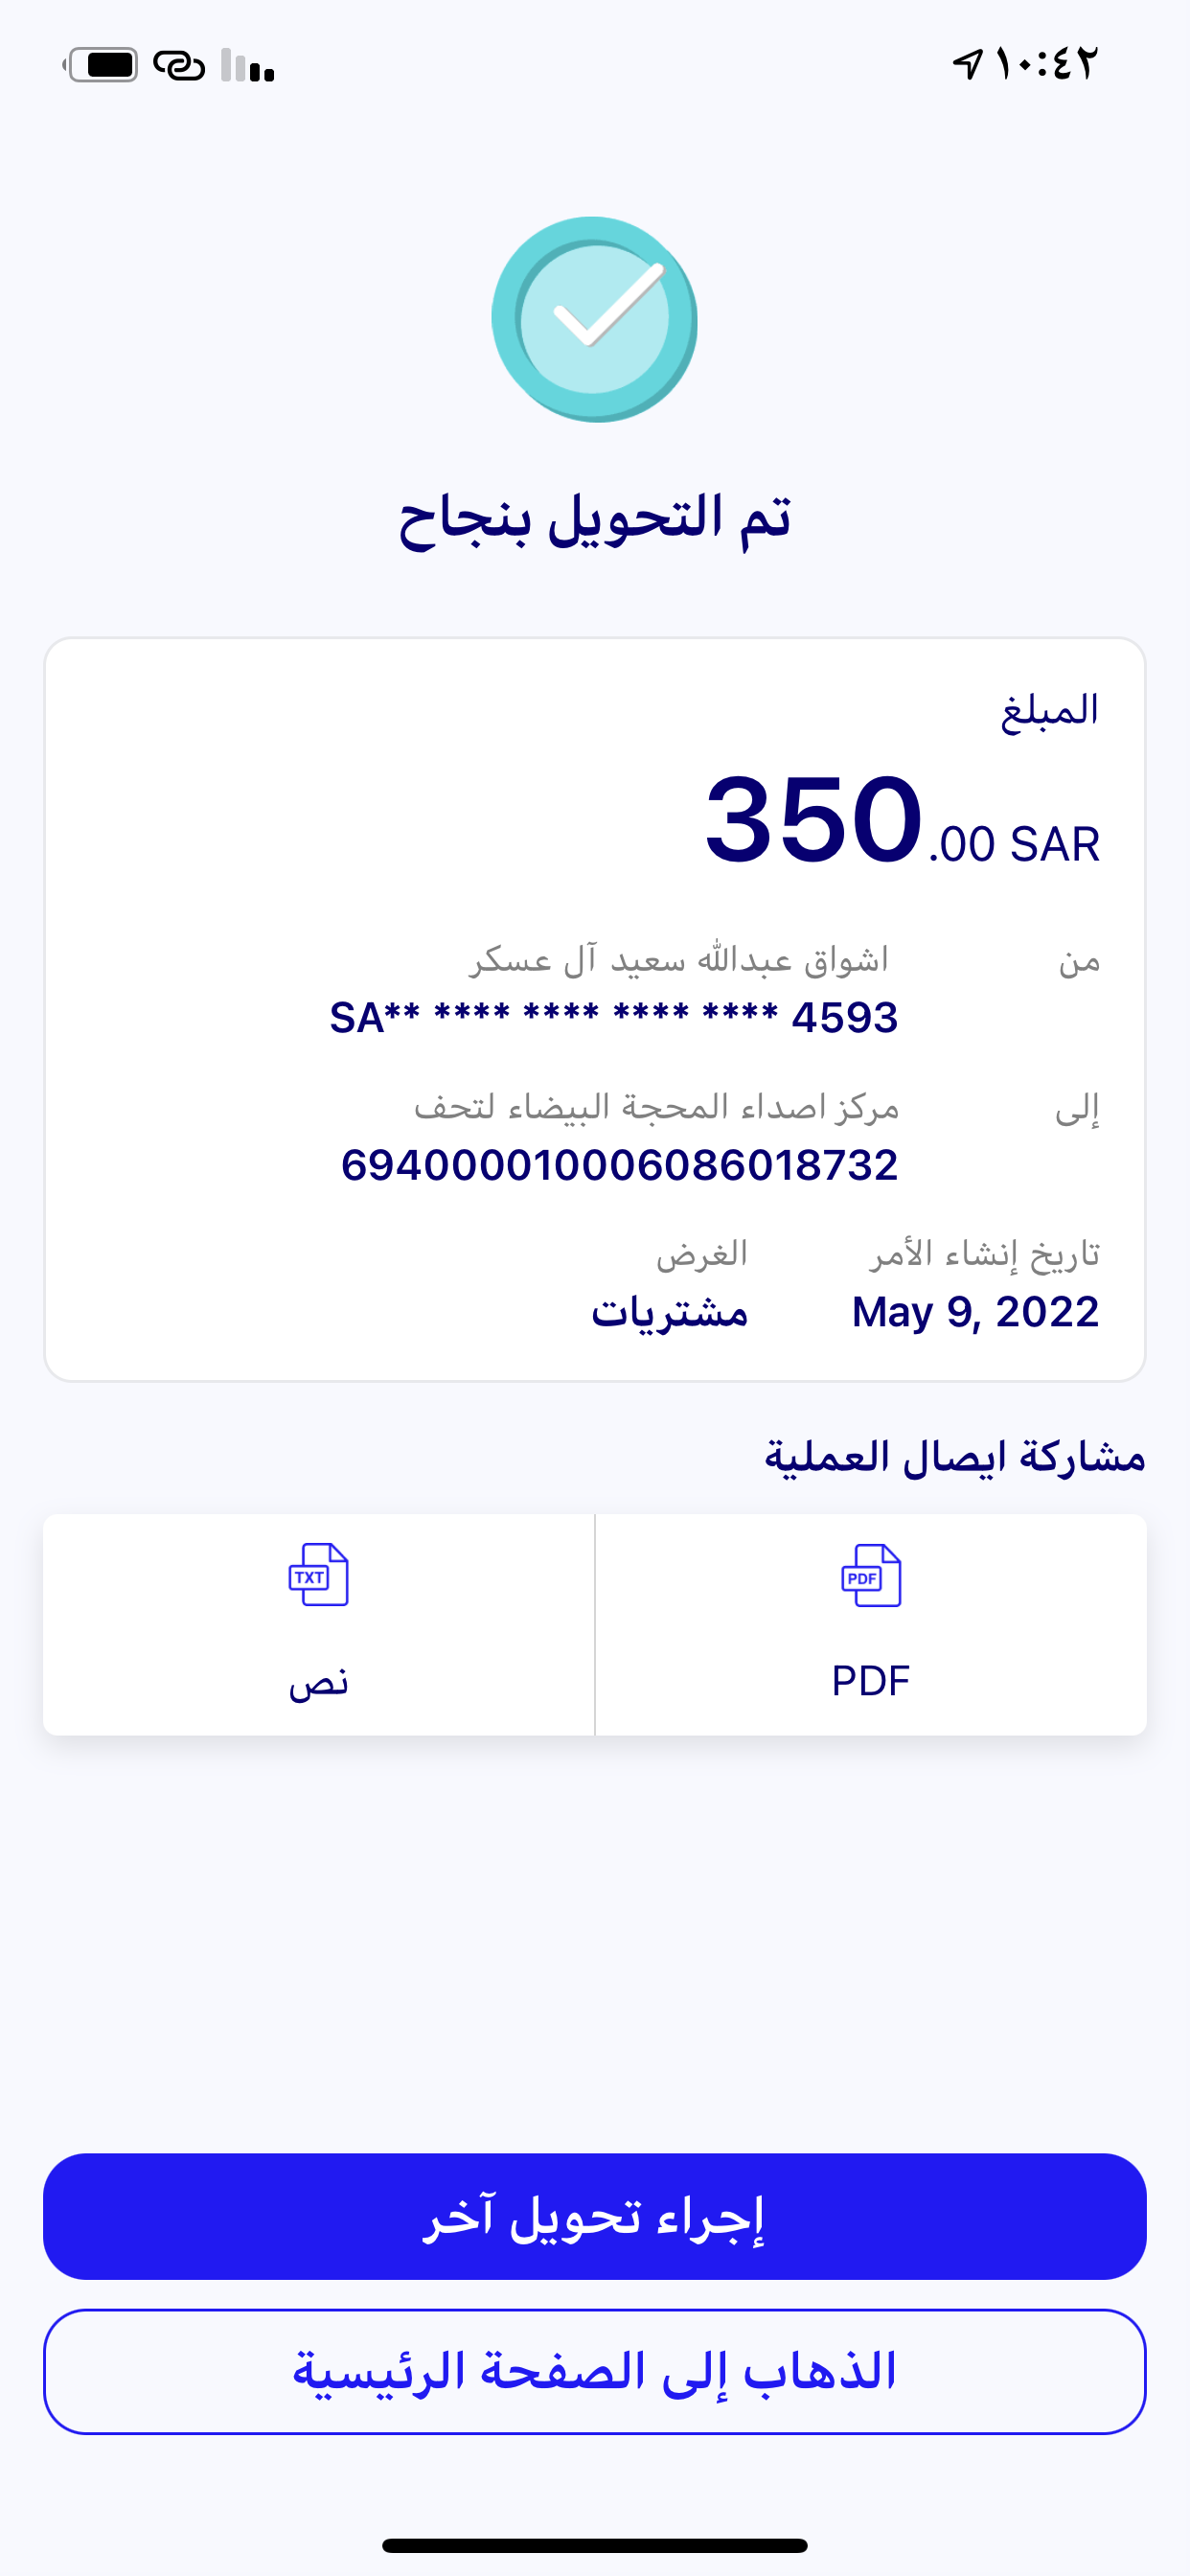 ١٠:٤٢
تم التحويل بنجاح
المبلغ
350.00 SAR
من اشواق عبدالله سعيد آل عسكر
SA** **** **** **** **** 4593
إلى مركز اصداء المحجة البيضاء لتحف
69400001000608601873​2
تاريخ إنشاء الأمر الغرض
May 9, 2022 مشتريات
مشاركة ايصال العملية
PDF TXT
PDF نص
إجراء تحويل آخر
الذهاب إلى الصفحة الرئيسية